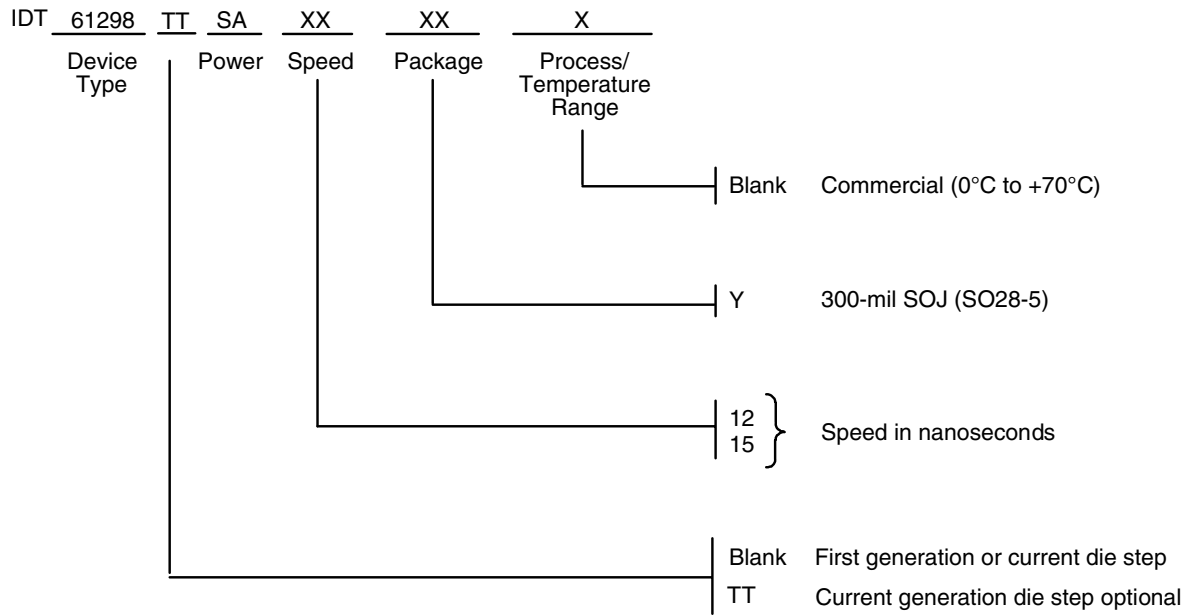 IDT 61298 TT SA XX XX X
Device Type Power Speed Package Process/ Temperature Range
Blank Commercial (0°C to +70°C)
Y 300-mil SOJ (SO28-5)
12
15
Speed in nanoseconds
Blank First generation or current die step
TT Current generation die step optional